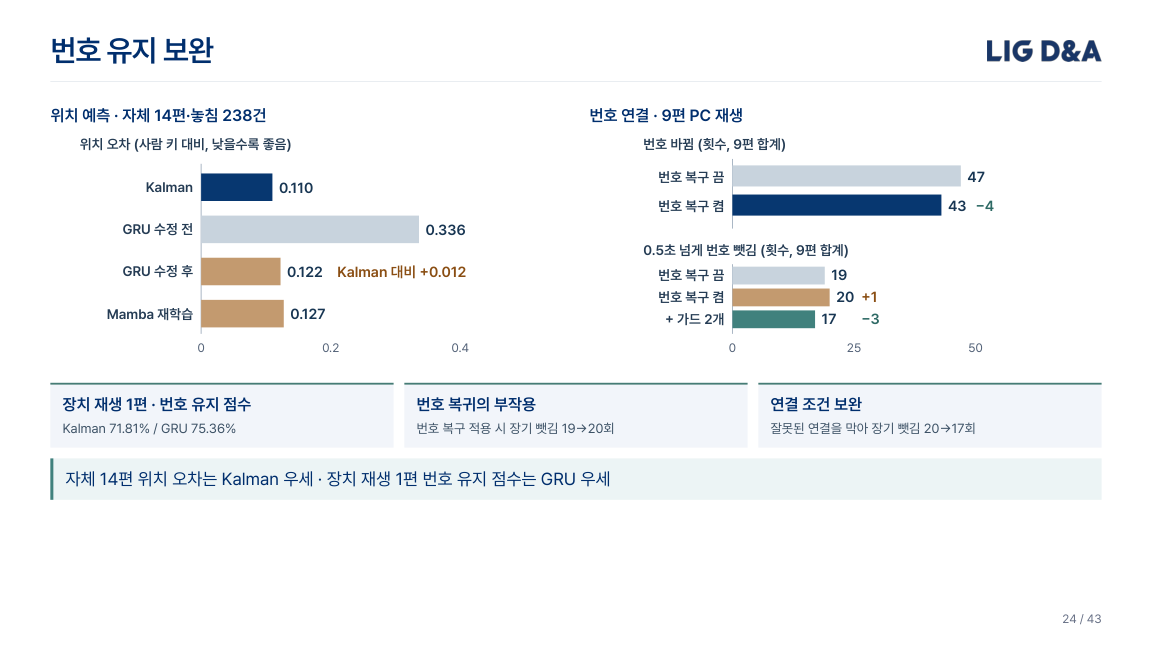 번호 유지 보완
LIG D&A
위치 예측 · 자체 14편·놓침 238건
위치 오차 (사람 키 대비, 낮을수록 좋음)
Kalman 0.110
GRU 수정 전 0.336
GRU 수정 후 0.122 Kalman 대비 +0.012
Mamba 재학습 0.127
0 0.2 0.4
번호 연결 · 9편 PC 재생
번호 바뀜 (횟수, 9편 합계)
번호 복구 끔 47
번호 복구 켬 43 −4
0.5초 넘게 번호 뺏김 (횟수, 9편 합계)
번호 복구 끔 19
번호 복구 켬 20 +1
+ 가드 2개 17 −3
0 25 50
장치 재생 1편 · 번호 유지 점수
Kalman 71.81% / GRU 75.36%
번호 복귀의 부작용
번호 복구 적용 시 장기 뺏김 19→20회
연결 조건 보완
잘못된 연결을 막아 장기 뺏김 20→17회
자체 14편 위치 오차는 Kalman 우세 · 장치 재생 1편 번호 유지 점수는 GRU 우세
24 / 43